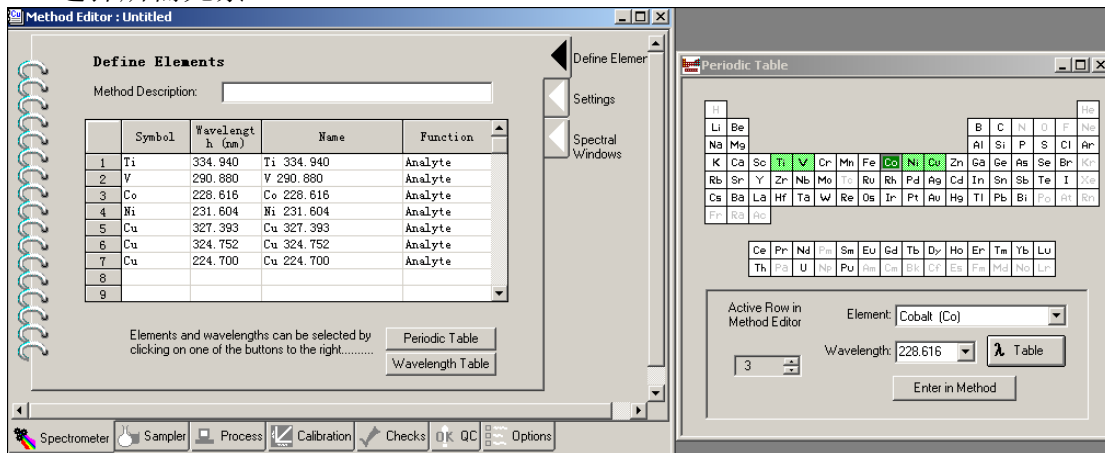 Method Editor : Untitled
Define Elements
Method Description:
Symbol Wavelengt h (nm) Name Function
1 Ti 334.940 Ti 334.940 Analyte
2 V 290.880 V 290.880 Analyte
3 Co 228.616 Co 228.616 Analyte
4 Ni 231.604 Ni 231.604 Analyte
5 Cu 327.393 Cu 327.393 Analyte
6 Cu 324.752 Cu 324.752 Analyte
7 Cu 224.700 Cu 224.700 Analyte
8
9
Elements and wavelengths can be selected by
clicking on one of the buttons to the right..........
Periodic Table
Wavelength Table
Define Elemer
Settings
Spectral
Windows
Spectrometer Sampler Process Calibration Checks OK QC Options
Periodic Table
H He
Li Be B C N O F Ne
Na Mg Al Si P S Cl Ar
K Ca Sc Ti V Cr Mn Fe Co Ni Cu Zn Ga Ge As Se Br Kr
Rb Sr Y Zr Nb Mo Tc Ru Rh Pd Ag Cd In Sn Sb Te I Xe
Cs Ba La Hf Ta W Re Os Ir Pt Au Hg Tl Pb Bi Po At Rn
Fr Ra Ac
Ce Pr Nd Pm Sm Eu Gd Tb Dy Ho Er Tm Yb Lu
Th Pa U Np Pu Am Cm Bk Cf Es Fm Md No Lr
Active Row in
Method Editor
3
Element: Cobalt (Co)
Wavelength: 228.616 λ Table
Enter in Method